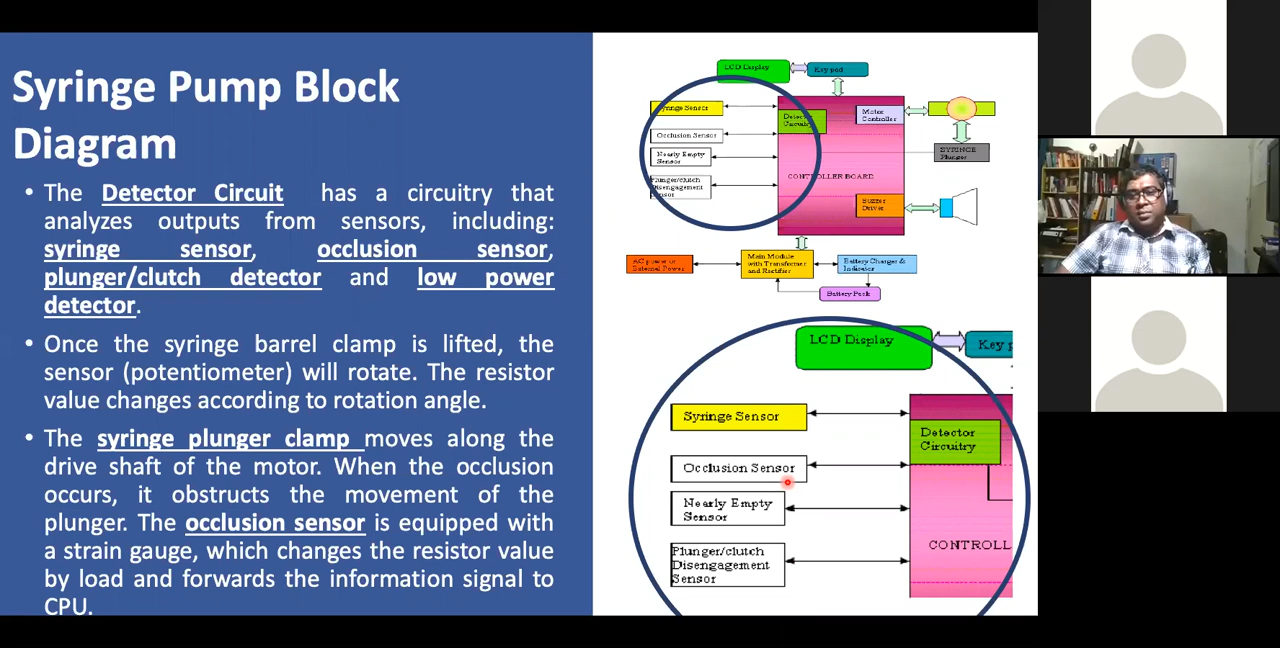 Syringe Pump Block
Diagram
• The Detector Circuit has a circuitry that
analyzes outputs from sensors, including:
syringe sensor, occlusion sensor,
plunger/clutch detector and low power
detector.
• Once the syringe barrel clamp is lifted, the
sensor (potentiometer) will rotate. The resistor
value changes according to rotation angle.
• The syringe plunger clamp moves along the
drive shaft of the motor. When the occlusion
occurs, it obstructs the movement of the
plunger. The occlusion sensor is equipped with
a strain gauge, which changes the resistor value
by load and forwards the information signal to
CPU.
LCD Display
Key pad
Syringe Sensor
Occlusion Sensor
Nearly Empty
Sensor
Plunger/clutch
Disengagement
Sensor
Detector
Circuitry
Motor
Controller
CONTROLLER BOARD
SYRINGE
Plunger
Buzzer
Driver
AC power or
External Power
Main Module
with Transformer
and Rectifier
Battery Charger &
Indicator
Battery Pack
LCD Display
Key p
Syringe Sensor
Occlusion Sensor
Nearly Empty
Sensor
Plunger/clutch
Disengagement
Sensor
Detector
Circuitry
CONTROLL